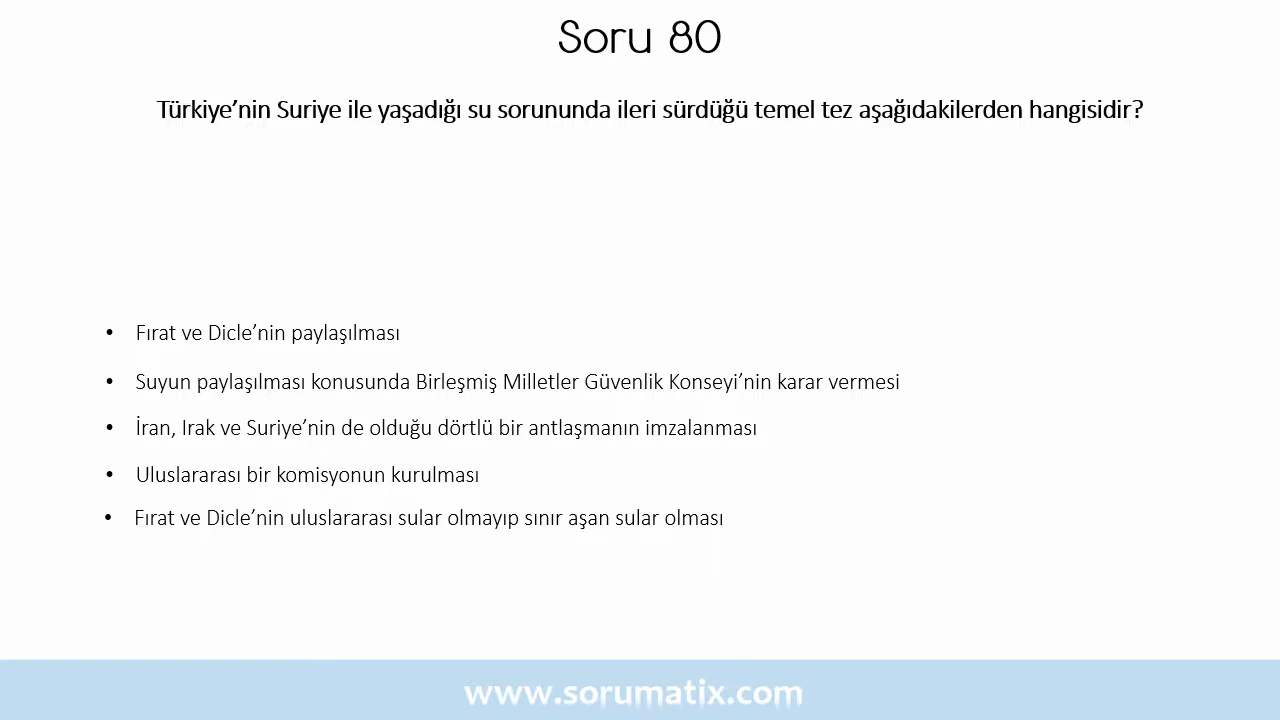 Soru 80
Türkiye’nin Suriye ile yaşadığı su sorununda ileri sürdüğü temel tez aşağıdakilerden hangisidir?
• Fırat ve Dicle’nin paylaşılması
• Suyun paylaşılması konusunda Birleşmiş Milletler Güvenlik Konseyi’nin karar vermesi
• İran, Irak ve Suriye’nin de olduğu dörtlü bir antlaşmanın imzalanması
• Uluslararası bir komisyonun kurulması
• Fırat ve Dicle’nin uluslararası sular olmayıp sınır aşan sular olması
www.sorumatix.com